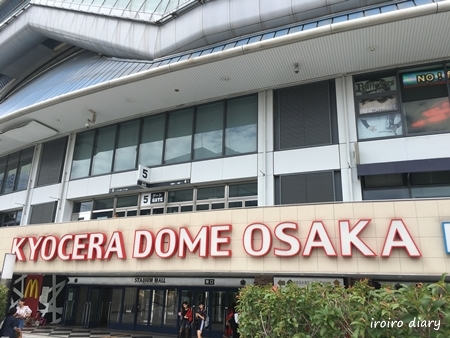 5
5
GATE
KYOCERA DOME OSAKA
STADIUM MALL
iroiro diary